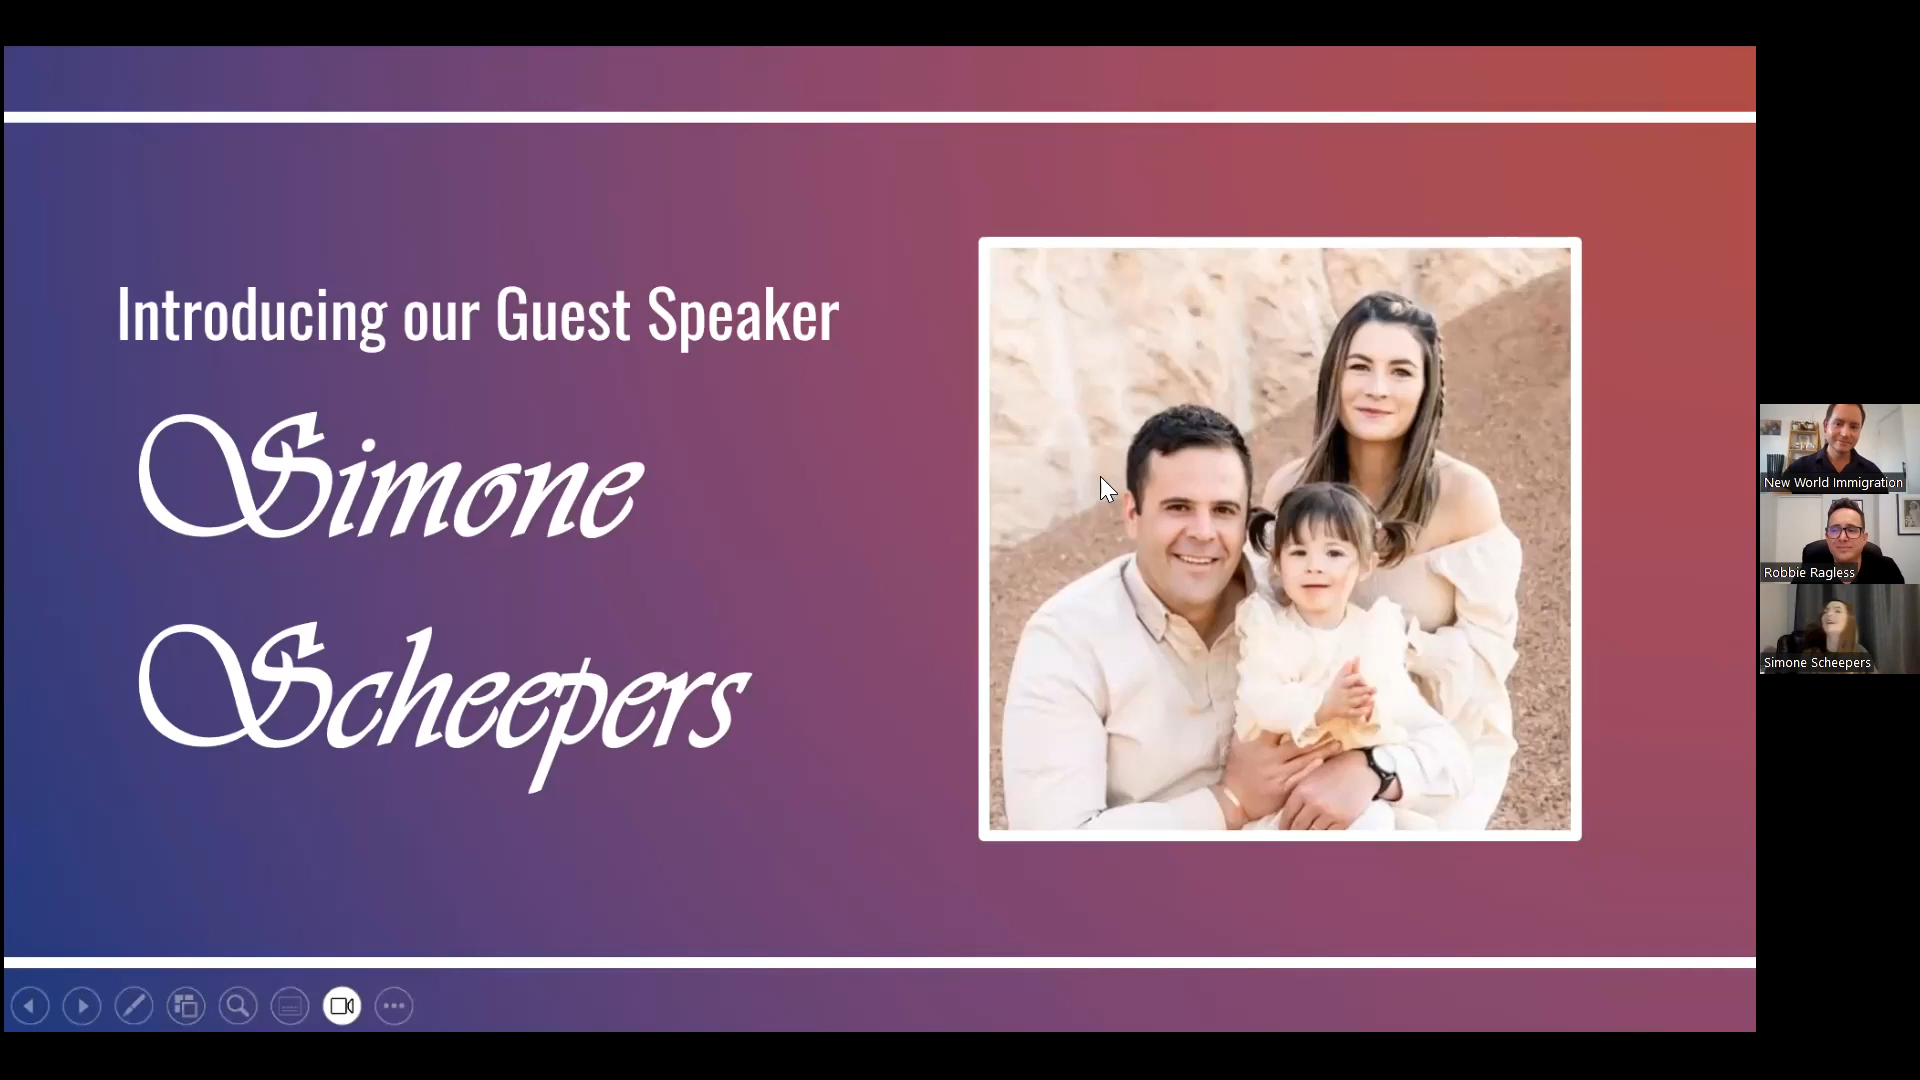 Introducing our Guest Speaker
Simone
Scheepers
New World Immigration
Robbie Ragless
Simone Scheepers